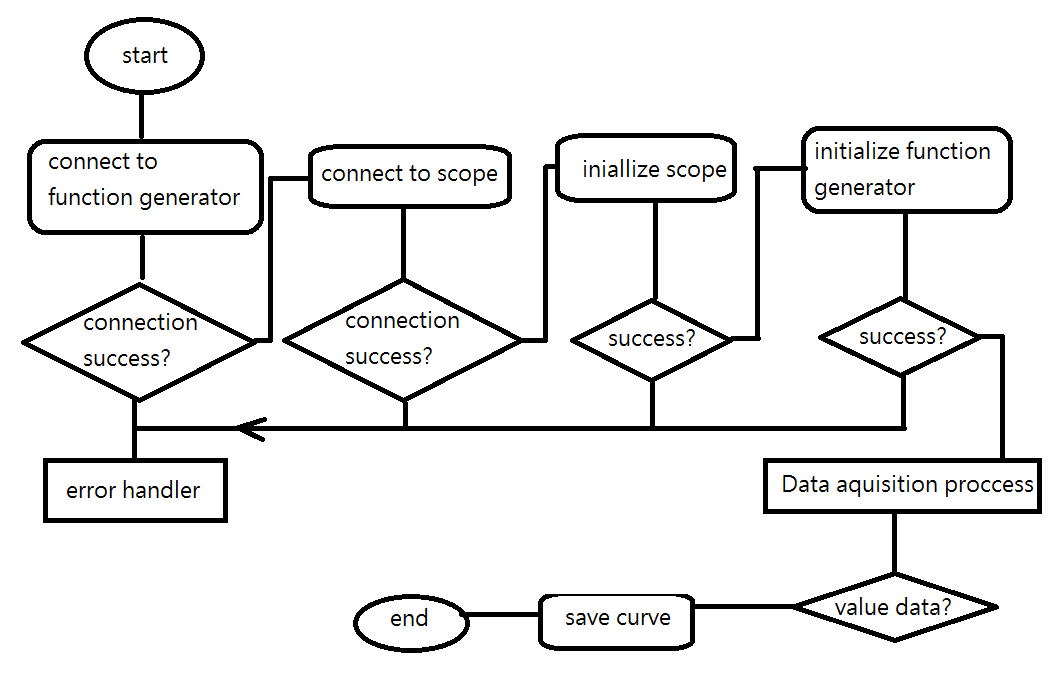 start
connect to
function generator
connect to scope
iniallize scope
initialize function
generator
connection
success?
connection
success?
success?
success?
error handler
Data aquisition proccess
value data?
save curve
end